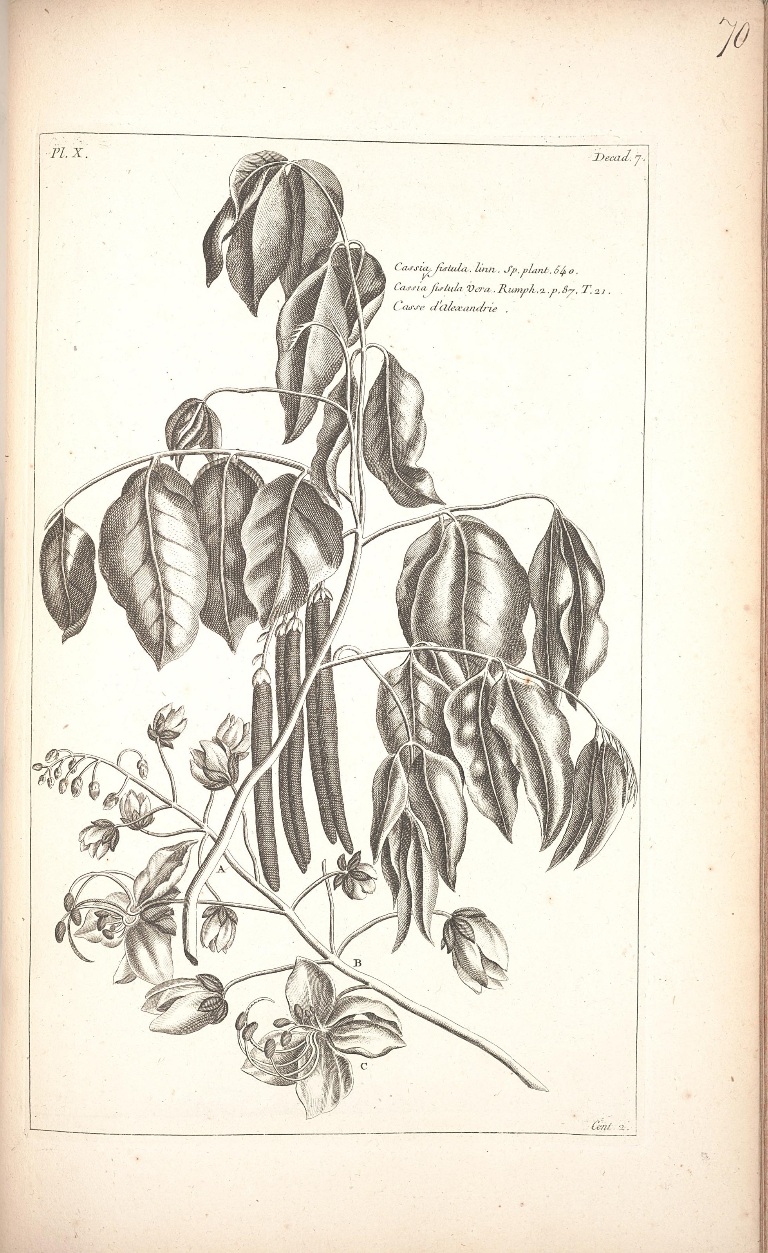 70
Pl. X.
Decad. 7.
Cassia fistula. linn. Sp. plant. 540.
Cassia fistula Vera. Rumph. 2. p. 87. T. 21.
Casse d'Alexandrie.
A
B
C
Cent. 2.